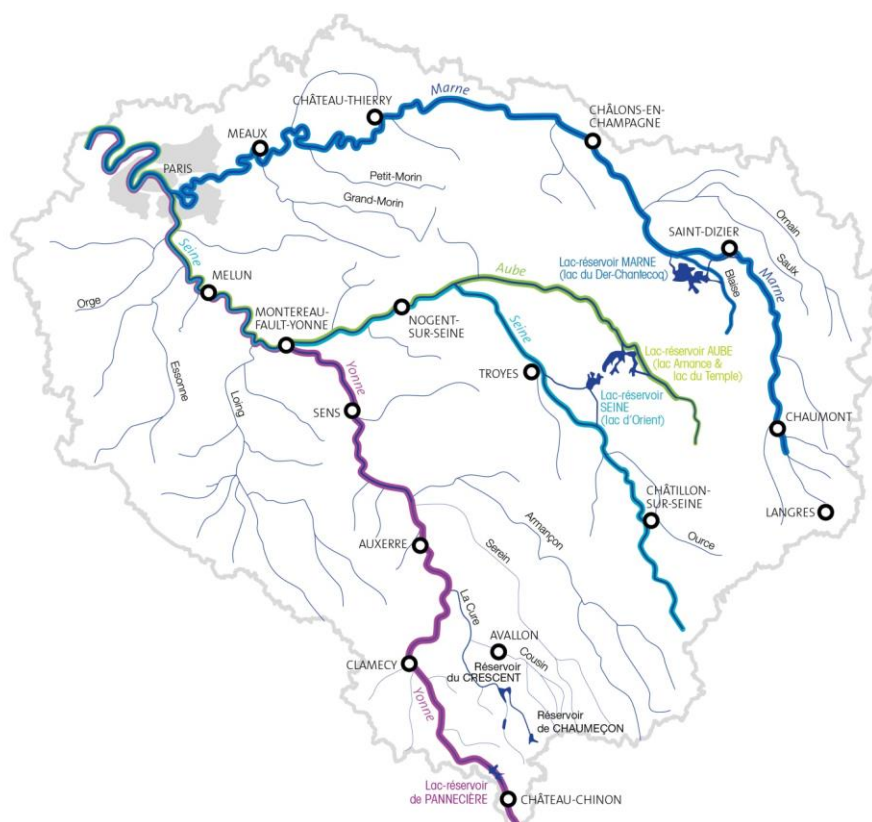 Marne
CHÂTEAU-THIERRY
CHÂLONS-EN-
CHAMPAGNE
MEAUX
PARIS
Petit-Morin
Grand-Morin
Ornain
Saulx
SAINT-DIZIER
Seine
Lac-réservoir MARNE
(lac du Der-Chantecoq)
Blaise
Marne
MELUN
Aube
Orge
MONTEREAU-
FAULT-YONNE
NOGENT-
SUR-SEINE
Seine
Lac-réservoir AUBE
(lac Amance &
lac du Temple)
Essonne
Yonne
TROYES
Loing
Lac-réservoir
SEINE
(lac d'Orient)
SENS
CHAUMONT
CHÂTILLON-
SUR-SEINE
LANGRES
Armançon
Ource
Serein
AUXERRE
La Cure
AVALLON
Cousin
CLAMECY
Réservoir
du CRESCENT
Yonne
Réservoir
de CHAUMEÇON
Lac-réservoir
de PANNECIÈRE
CHÂTEAU-CHINON